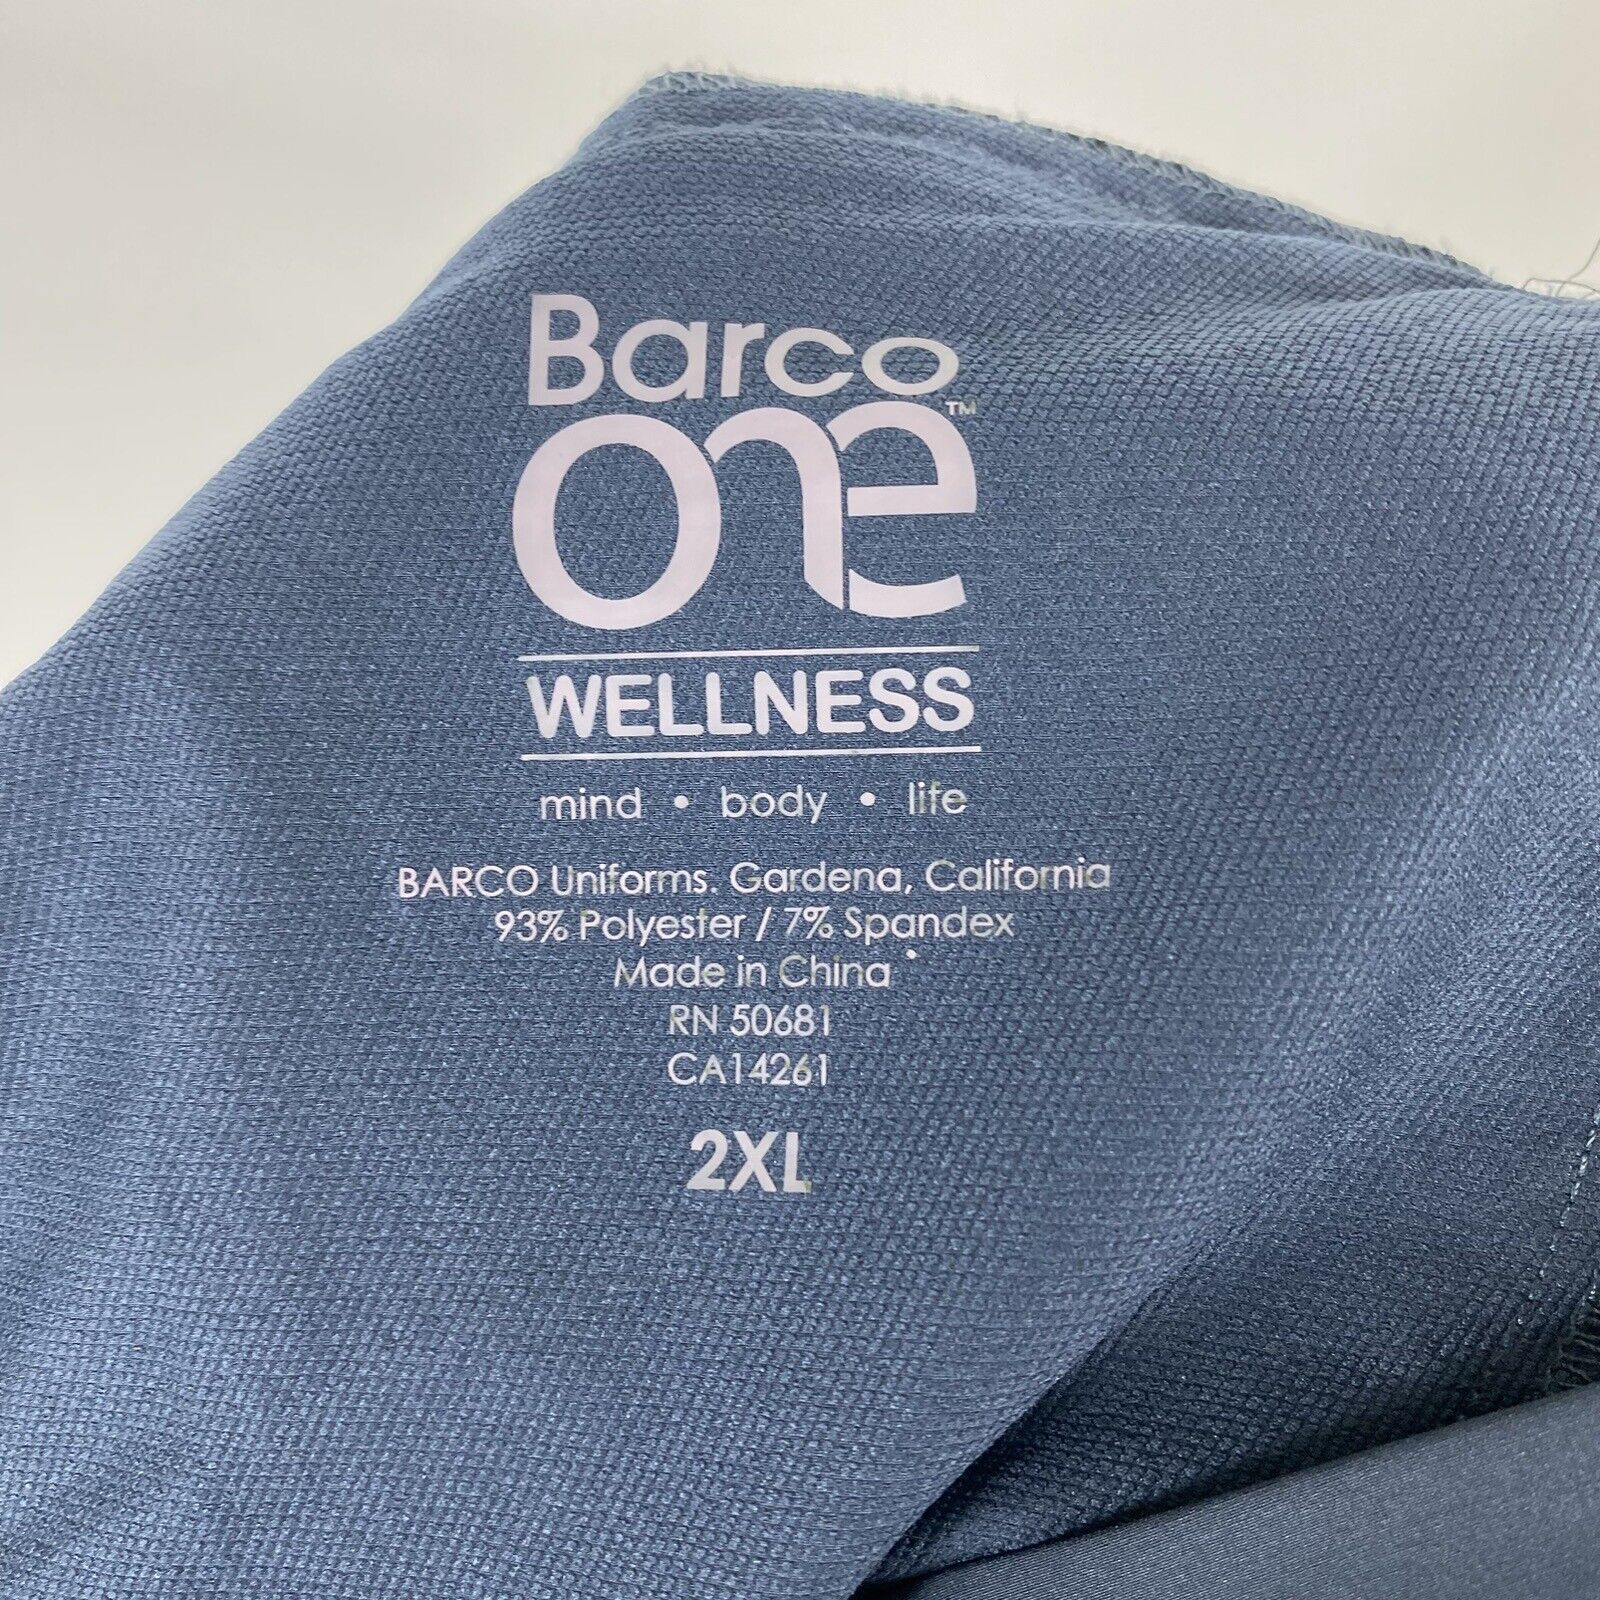 Barco
one™
WELLNESS
mind • body • life
BARCO Uniforms. Gardena, California
93% Polyester / 7% Spandex
Made in China
RN 50681
CA14261
2XL